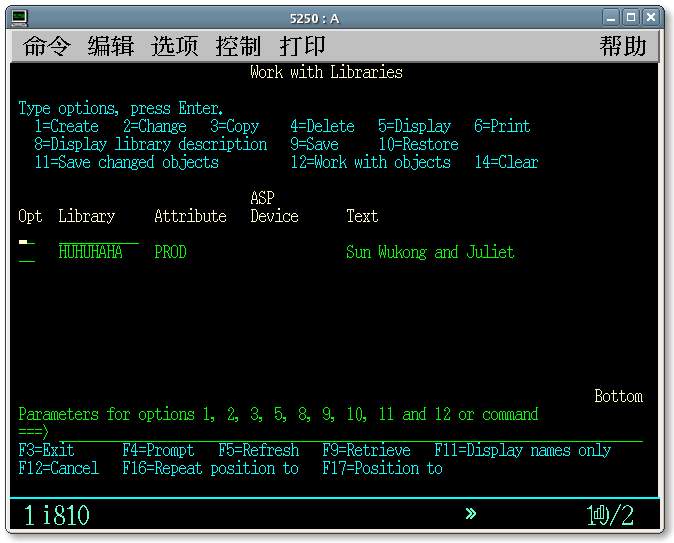 5250 : A
命令 编辑 选项 控制 打印 帮助
Work with Libraries
Type options, press Enter.
1=Create 2=Change 3=Copy 4=Delete 5=Display 6=Print
8=Display library description 9=Save 10=Restore
11=Save changed objects 12=Work with objects 14=Clear
ASP
Opt Library Attribute Device Text
HUHUHAHA PROD Sun Wukong and Juliet
Bottom
Parameters for options 1, 2, 3, 5, 8, 9, 10, 11 and 12 or command
===>
F3=Exit F4=Prompt F5=Refresh F9=Retrieve F11=Display names only
F12=Cancel F16=Repeat position to F17=Position to
1 i810 » 10/2